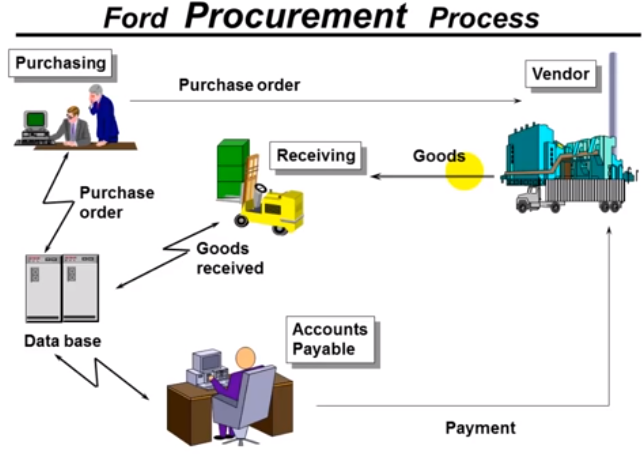 Ford Procurement Process
Purchasing
Purchase order
Vendor
Receiving
Goods
Purchase
order
Goods
received
Data base
Accounts
Payable
Payment